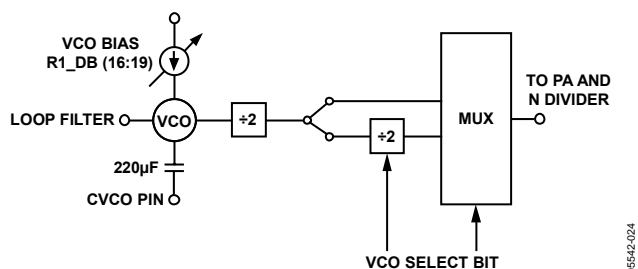 VCO BIAS
R1_DB (16:19)
LOOP FILTER
VCO
÷2
÷2
MUX
TO PA AND
N DIVIDER
220µF
CVCO PIN
VCO SELECT BIT
5542-024